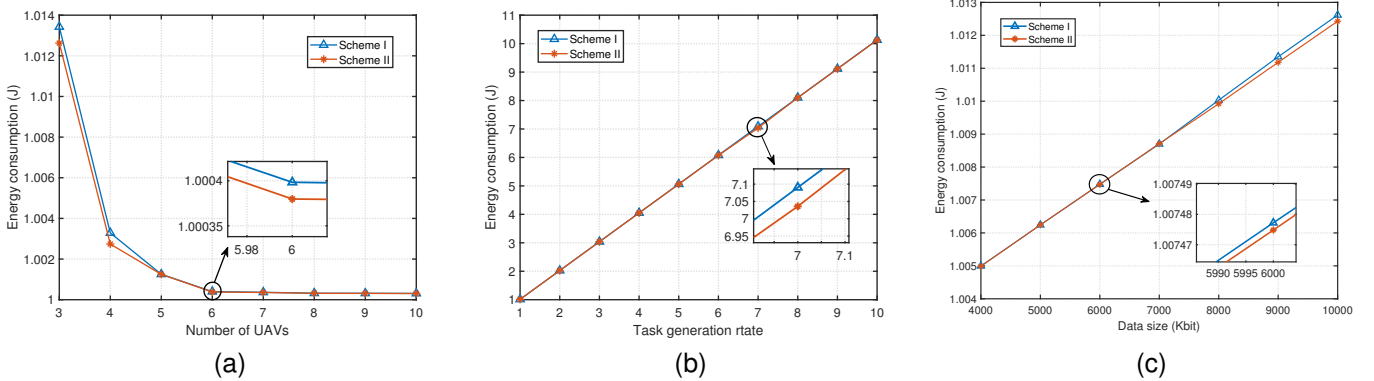 1.014
1.012
1.01
1.008
1.006
1.004
1.002
1
Energy consumption (J)
Scheme I
Scheme II
1.0004
1.00035
5.98
6
3 4 5 6 7 8 9 10
Number of UAVs
(a)
11
10
9
8
7
6
5
4
3
2
1
Energy consumption (J)
Scheme I
Scheme II
7.1
7.05
7
6.95
7
7.1
1 2 3 4 5 6 7 8 9 10
Task generation rtate
(b)
1.013
1.012
1.011
1.01
1.009
1.008
1.007
1.006
1.005
1.004
Energy consumption (J)
Scheme I
Scheme II
1.00749
1.00748
1.00747
5990 5995 6000
4000 5000 6000 7000 8000 9000 10000
Data size (Kbit)
(c)